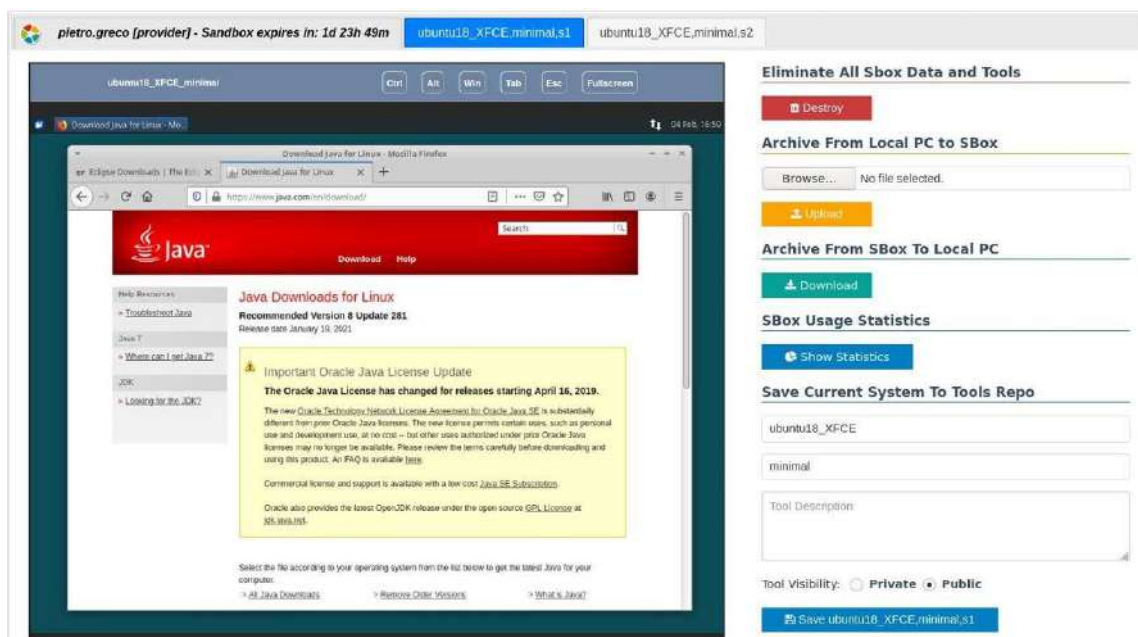 pietro.greco [provider] - Sandbox expires in: 1d 23h 49m
ubuntu18_XFCE,minimal,s1
ubuntu18_XFCE,minimal,s2
ubuntu18_XFCE_minimal
Ctrl
Alt
Win
Tab
Esc
Fullscreen
Download Java for Linux - Mo...
04 Feb, 16:50
Download Java for Linux - Mozilla Firefox
Eclipse Downloads | The Ecl
Download Java for Linux
https://www.java.com/en/download/
Java
Search
Download Help
Help Resources
» Troubleshoot Java
Java 7
» Where can I get Java 7?
JDK
» Looking for the JDK?
Java Downloads for Linux
Recommended Version 8 Update 281
Release date January 19, 2021
Important Oracle Java License Update
The Oracle Java License has changed for releases starting April 16, 2019.
The new Oracle Technology Network License Agreement for Oracle Java SE is substantially
different from prior Oracle Java licenses. The new license permits certain uses, such as personal
use and development use, at no cost -- but other uses authorized under prior Oracle Java
licenses may no longer be available. Please review the terms carefully before downloading and
using this product. An FAQ is available here.
Commercial license and support is available with a low cost Java SE Subscription.
Oracle also provides the latest OpenJDK release under the open source GPL License at
jdk.java.net.
Select the file according to your operating system from the list below to get the latest Java for your
computer.
> All Java Downloads > Remove Older Versions > What is Java?
Eliminate All Sbox Data and Tools
Destroy
Archive From Local PC to SBox
Browse... No file selected.
Upload
Archive From SBox To Local PC
Download
SBox Usage Statistics
Show Statistics
Save Current System To Tools Repo
ubuntu18_XFCE
minimal
Tool Description
Tool Visibility: Private Public
Save ubuntu18_XFCE,minimal,s1